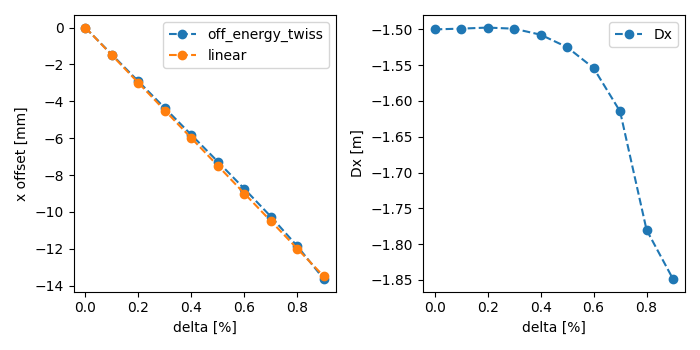 off_energy_twiss
linear
0
−2
−4
−6
−8
−10
−12
−14
x offset [mm]
0.0 0.2 0.4 0.6 0.8
delta [%]
Dx
−1.50
−1.55
−1.60
−1.65
−1.70
−1.75
−1.80
−1.85
Dx [m]
0.0 0.2 0.4 0.6 0.8
delta [%]